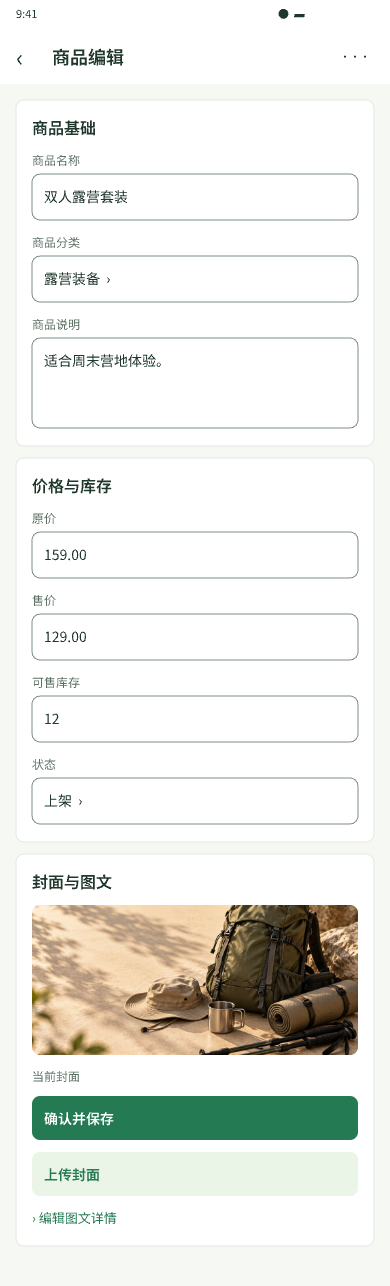 9:41
‹ 商品编辑 ···
商品基础
商品名称
双人露营套装
商品分类
露营装备 ›
商品说明
适合周末营地体验。
价格与库存
原价
159.00
售价
129.00
可售库存
12
状态
上架 ›
封面与图文
当前封面
确认并保存
上传封面
› 编辑图文详情